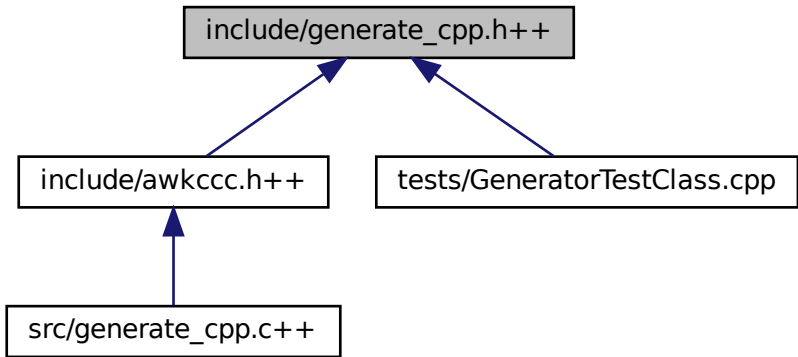 include/generate_cpp.h++
include/awkccc.h++
tests/GeneratorTestClass.cpp
src/generate_cpp.c++